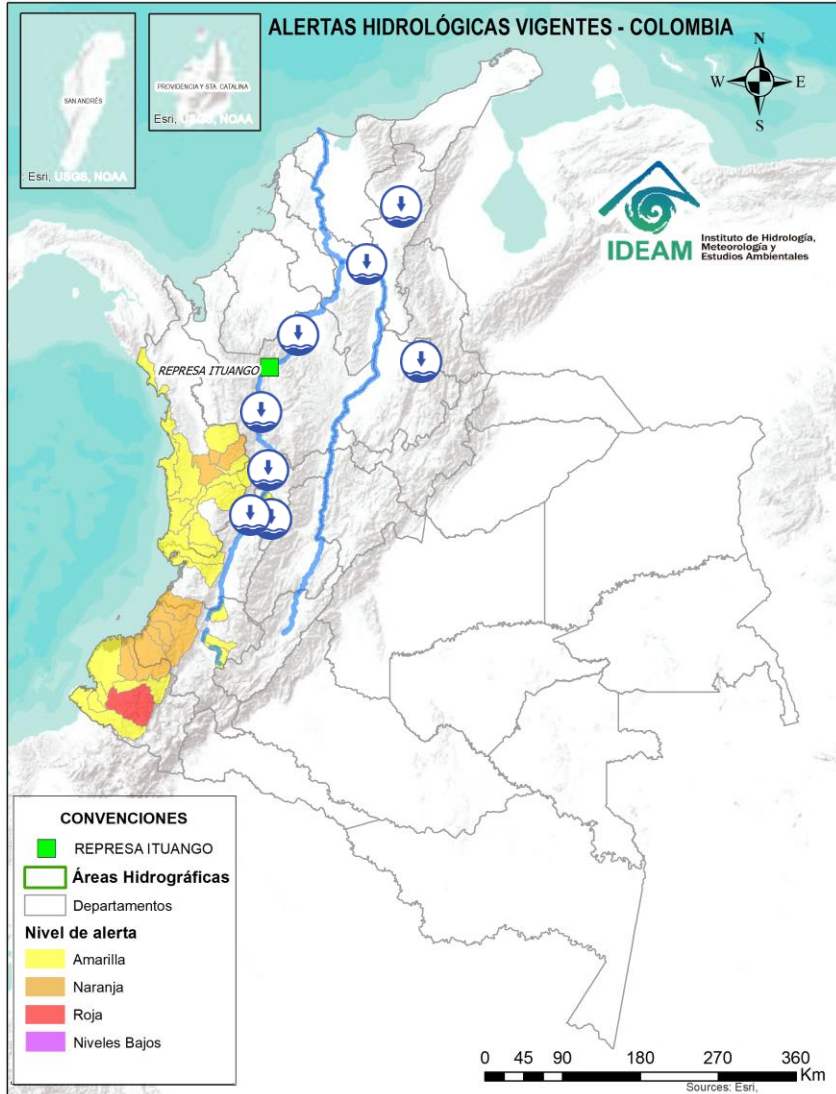 ALERTAS HIDROLÓGICAS VIGENTES - COLOMBIA
SAN ANDRÉS
: Esri, USGS, NOAA
PROVIDENCIA Y STA. CATALINA
Esri, USGS, NOAA
N
W
E
S
IDEAM
Instituto de Hidrología,
Meteorología y
Estudios Ambientales
REPRESA ITUANGO
CONVENCIONES
REPRESA ITUANGO
Áreas Hidrográficas
Departamentos
Nivel de alerta
Amarilla
Naranja
Roja
Niveles Bajos
0 45 90 180 270 360
Km
Sources: Esri,